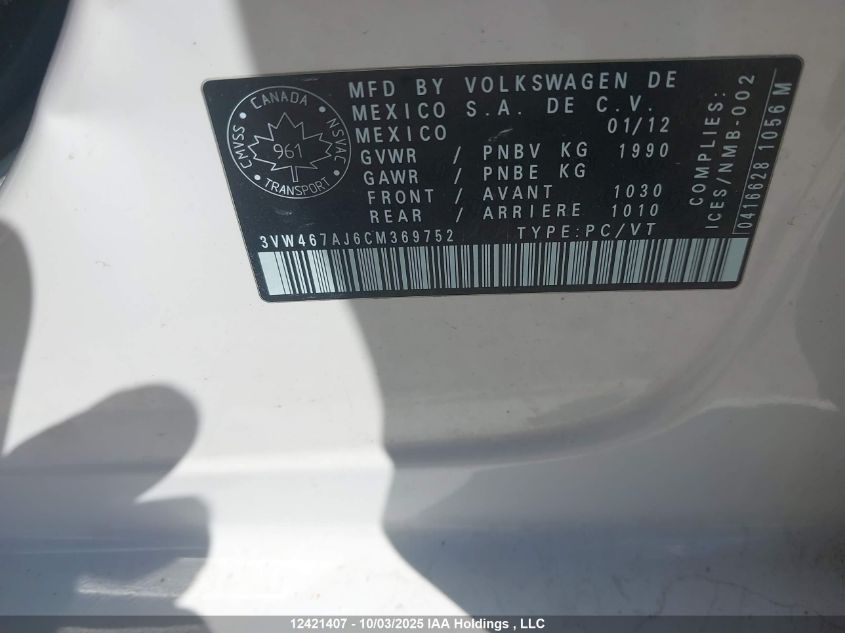 CANADA
CMVSS
NSVAC
961
TRANSPORT
MFD BY VOLKSWAGEN DE
MEXICO S.A. DE C.V.
MEXICO 01/12
GVWR / PNBV KG 1990
GAWR / PNBE KG
FRONT / AVANT 1030
REAR / ARRIERE 1010
3VW467AJ6CM369752 TYPE:PC/VT
COMPLIES:
ICES/NMB-002
04166281056 M
12421407 - 10/03/2025 IAA Holdings , LLC